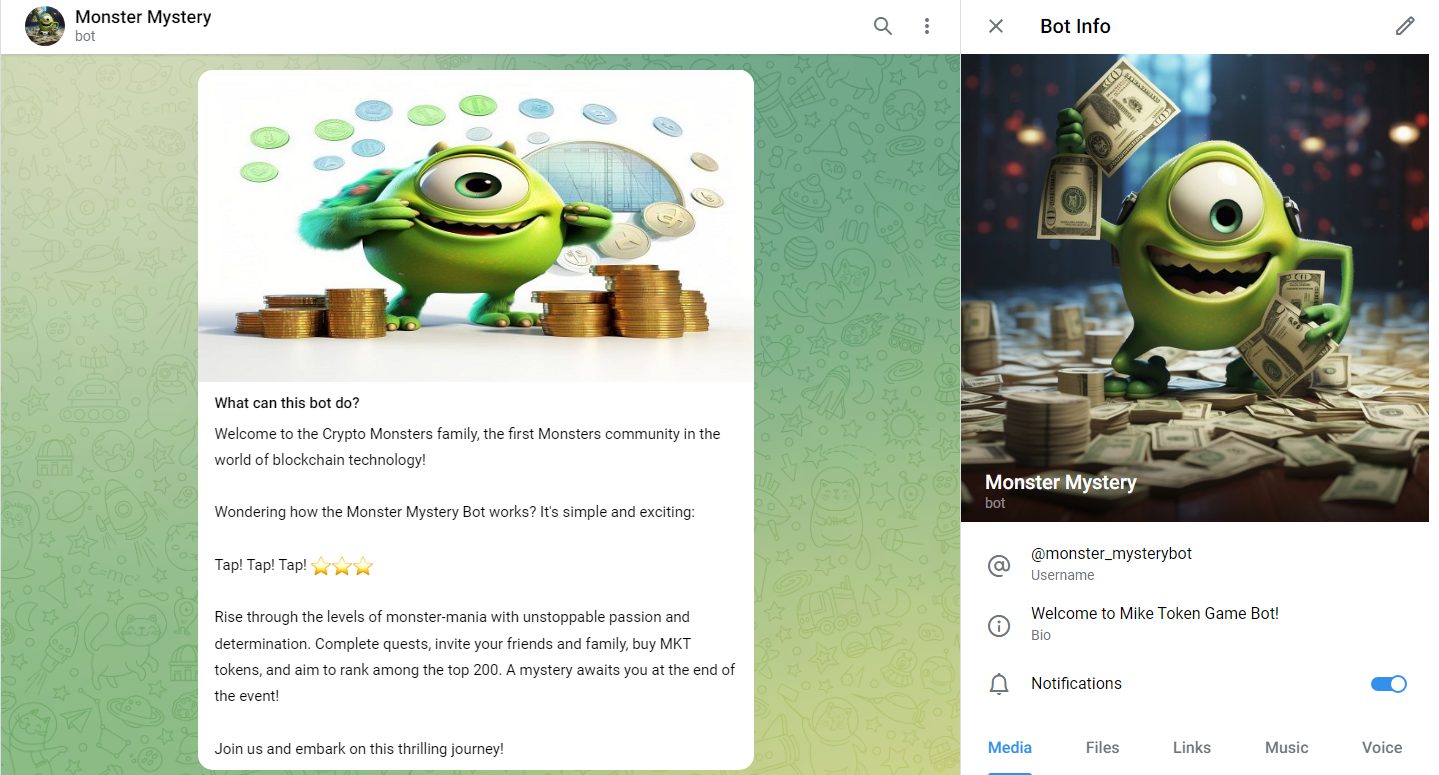 Monster Mystery
bot
What can this bot do?
Welcome to the Crypto Monsters family, the first Monsters community in the
world of blockchain technology!
Wondering how the Monster Mystery Bot works? It's simple and exciting:
Tap! Tap! Tap! ⭐⭐⭐
Rise through the levels of monster-mania with unstoppable passion and
determination. Complete quests, invite your friends and family, buy MKT
tokens, and aim to rank among the top 200. A mystery awaits you at the end of
the event!
Join us and embark on this thrilling journey!
Bot Info
Monster Mystery
bot
@monster_mysterybot
Username
Welcome to Mike Token Game Bot!
Bio
Notifications
Media Files Links Music Voice